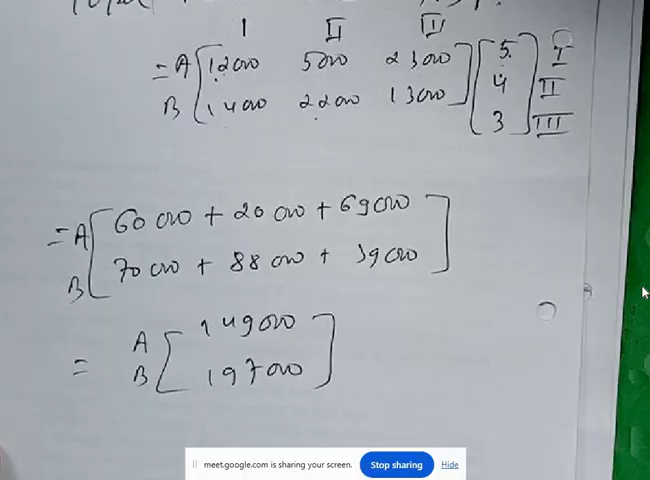 I II III
= A [ 12000 5000 23000 ] [ 5 ] I
B [ 14000 22000 13000 ] [ 4 ] II
[ 3 ] III
= A [ 60000 + 20000 + 69000 ]
B [ 70000 + 88000 + 39000 ]
= A [ 149000 ]
B [ 197000 ]
meet.google.com is sharing your screen. Stop sharing Hide